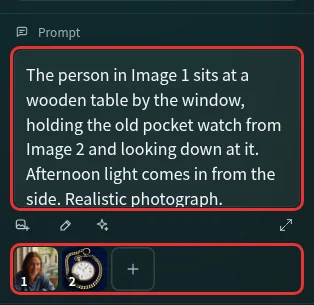 Prompt
The person in Image 1 sits at a
wooden table by the window,
holding the old pocket watch from
Image 2 and looking down at it.
Afternoon light comes in from the
side. Realistic photograph.
1
2